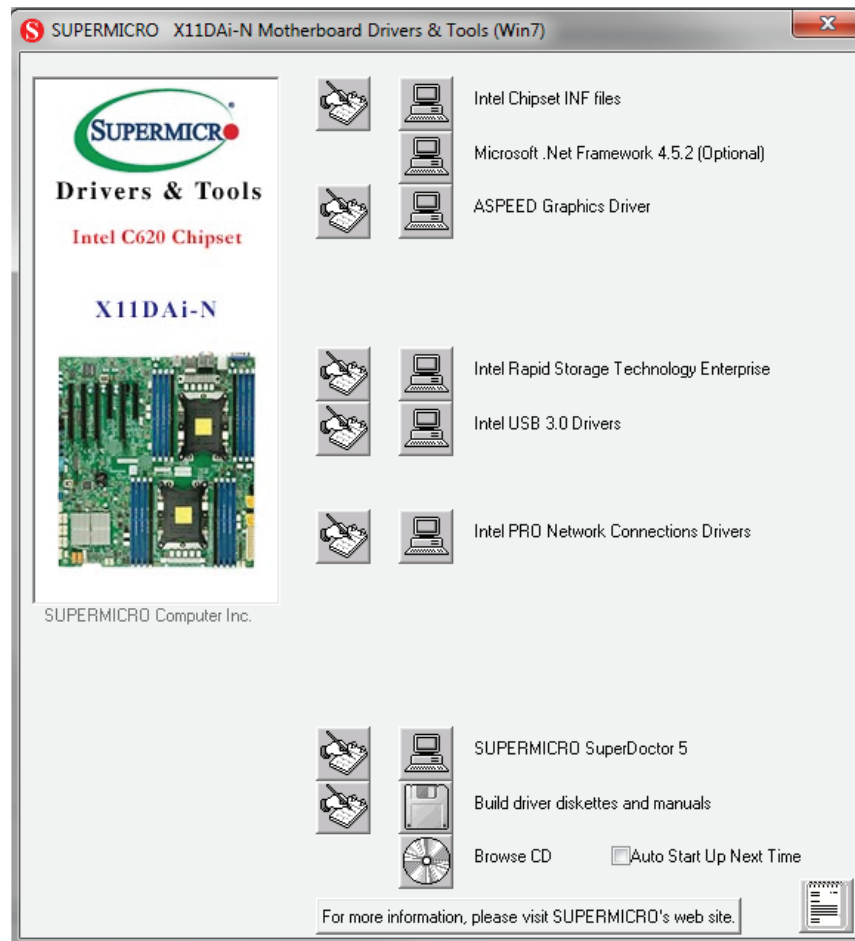 SUPERMICRO X11DAi-N Motherboard Drivers & Tools (Win7)
SUPERMICRO
Drivers & Tools
Intel C620 Chipset
X11DAi-N
SUPERMICRO Computer Inc.
Intel Chipset INF files
Microsoft .Net Framework 4.5.2 (Optional)
ASPEED Graphics Driver
Intel Rapid Storage Technology Enterprise
Intel USB 3.0 Drivers
Intel PRO Network Connections Drivers
SUPERMICRO SuperDoctor 5
Build driver diskettes and manuals
Browse CD Auto Start Up Next Time
For more information, please visit SUPERMICRO's web site.